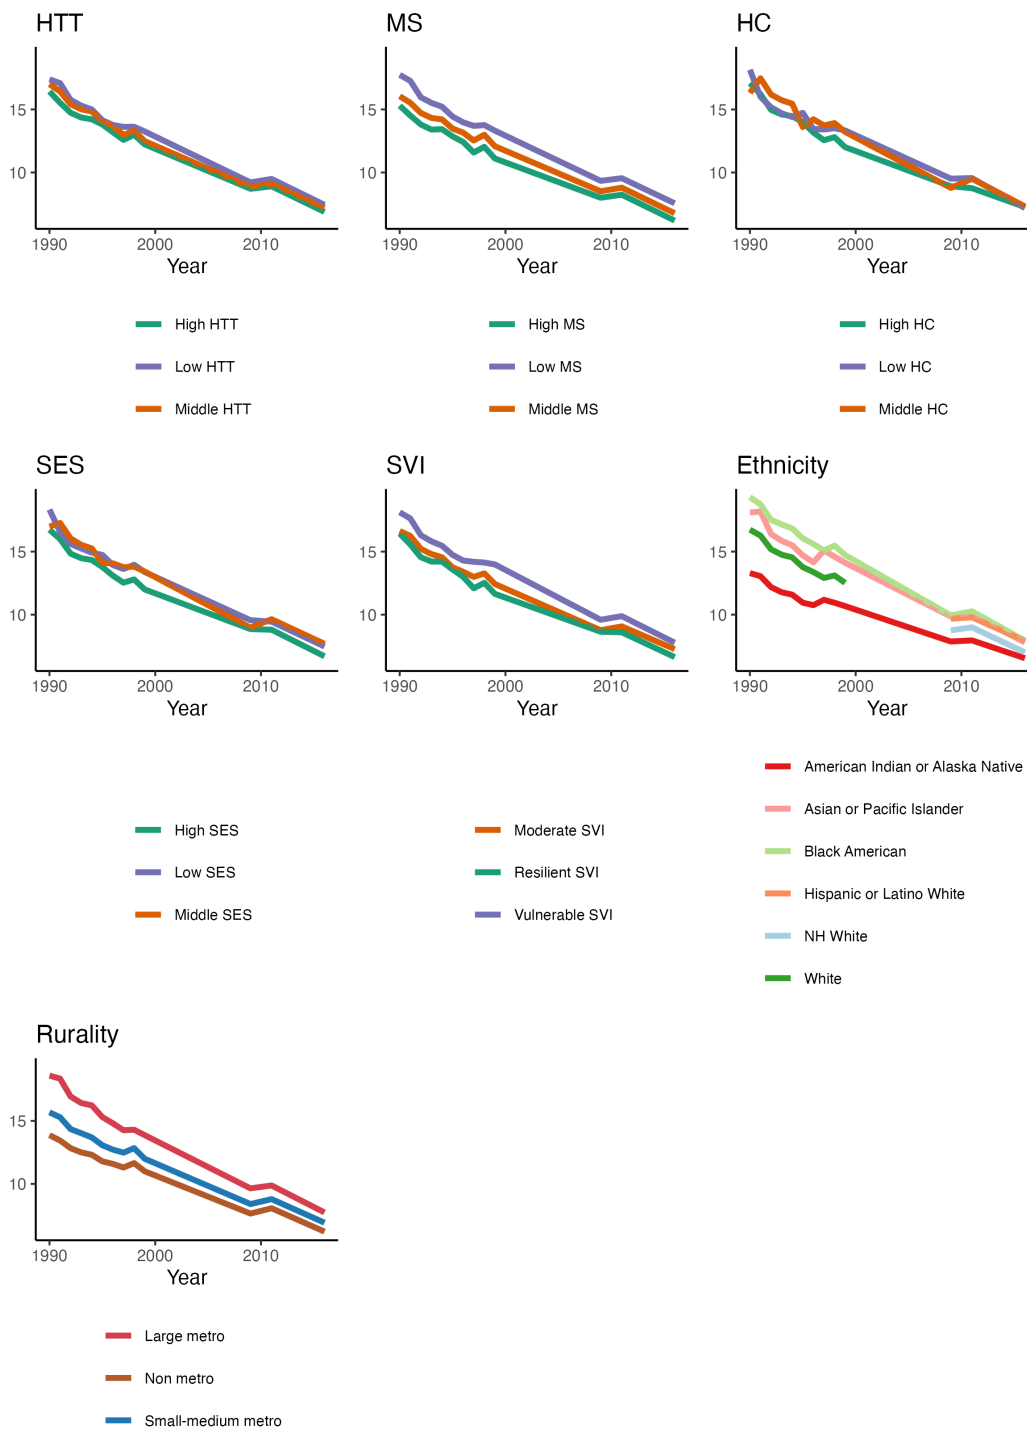 HTT
MS
HC
15
10
1990 2000 2010
Year
1990 2000 2010
Year
1990 2000 2010
Year
15
10
15
10
High HTT
Low HTT
Middle HTT
High MS
Low MS
Middle MS
High HC
Low HC
Middle HC
SES
SVI
Ethnicity
15
10
1990 2000 2010
Year
15
10
1990 2000 2010
Year
15
10
1990 2000 2010
Year
High SES
Low SES
Middle SES
Moderate SVI
Resilient SVI
Vulnerable SVI
American Indian or Alaska Native
Asian or Pacific Islander
Black American
Hispanic or Latino White
NH White
White
Rurality
15
10
1990 2000 2010
Year
Large metro
Non metro
Small-medium metro